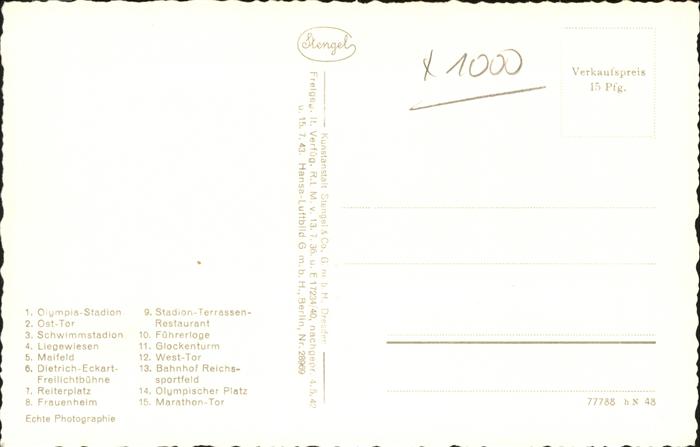 Stengel
x 1000
Verkaufspreis
15 Pfg.
Kunstanstalt Stengel & Co. G. m. b. H. Dresden
Freigeg. lt. Verfüg. R. L. M. v. 13. 7. 36 u. E 17234/40, nachgepr. 4. 5. 42
u. 15. 7. 43. Hansa-Luftbild G. m. b. H., Berlin, Nr. 28969
1. Olympia-Stadion
2. Ost-Tor
3. Schwimmstadion
4. Liegewiesen
5. Maifeld
6. Dietrich-Eckart-
Freilichtbühne
7. Reiterplatz
8. Frauenheim
9. Stadion-Terrassen-
Restaurant
10. Führerloge
11. Glockenturm
12. West-Tor
13. Bahnhof Reichs-
sportfeld
14. Olympischer Platz
15. Marathon-Tor
Echte Photographie
77788 b N 43